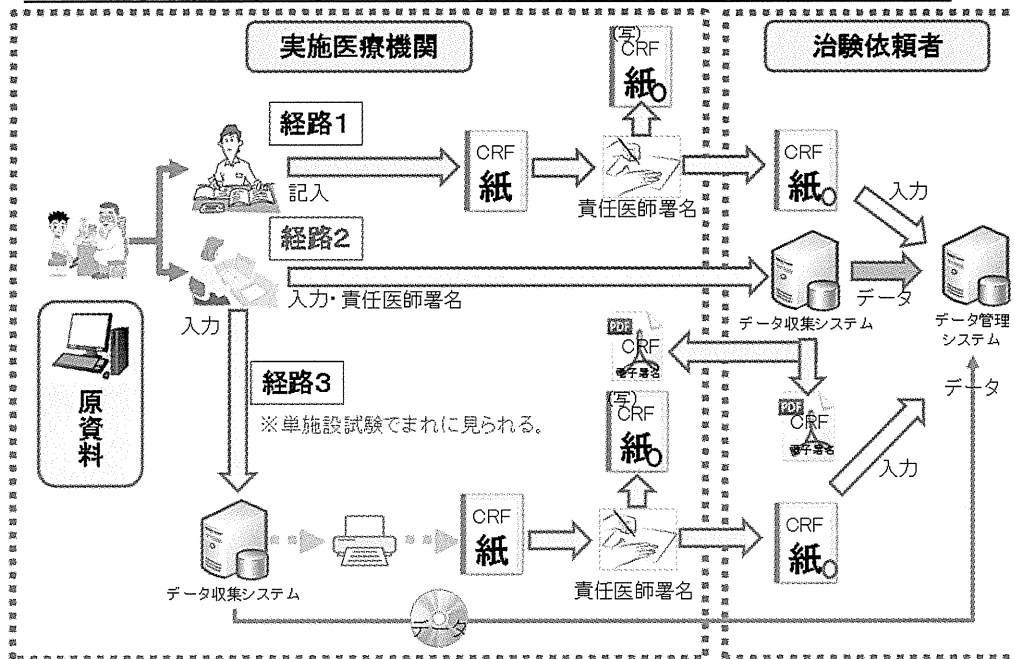 実施医療機関
治験依頼者
(写)
CRF
紙
経路1
記入
CRF
紙
責任医師署名
CRF
紙
入力
経路2
入力・責任医師署名
入力
データ
データ収集システム
データ管理
システム
原資料
PDF
CRF
電子署名
PDF
CRF
電子署名
データ
入力
経路3
※単施設試験でまれに見られる。
(写)
CRF
紙
CRF
紙
責任医師署名
CRF
紙
データ収集システム
データ